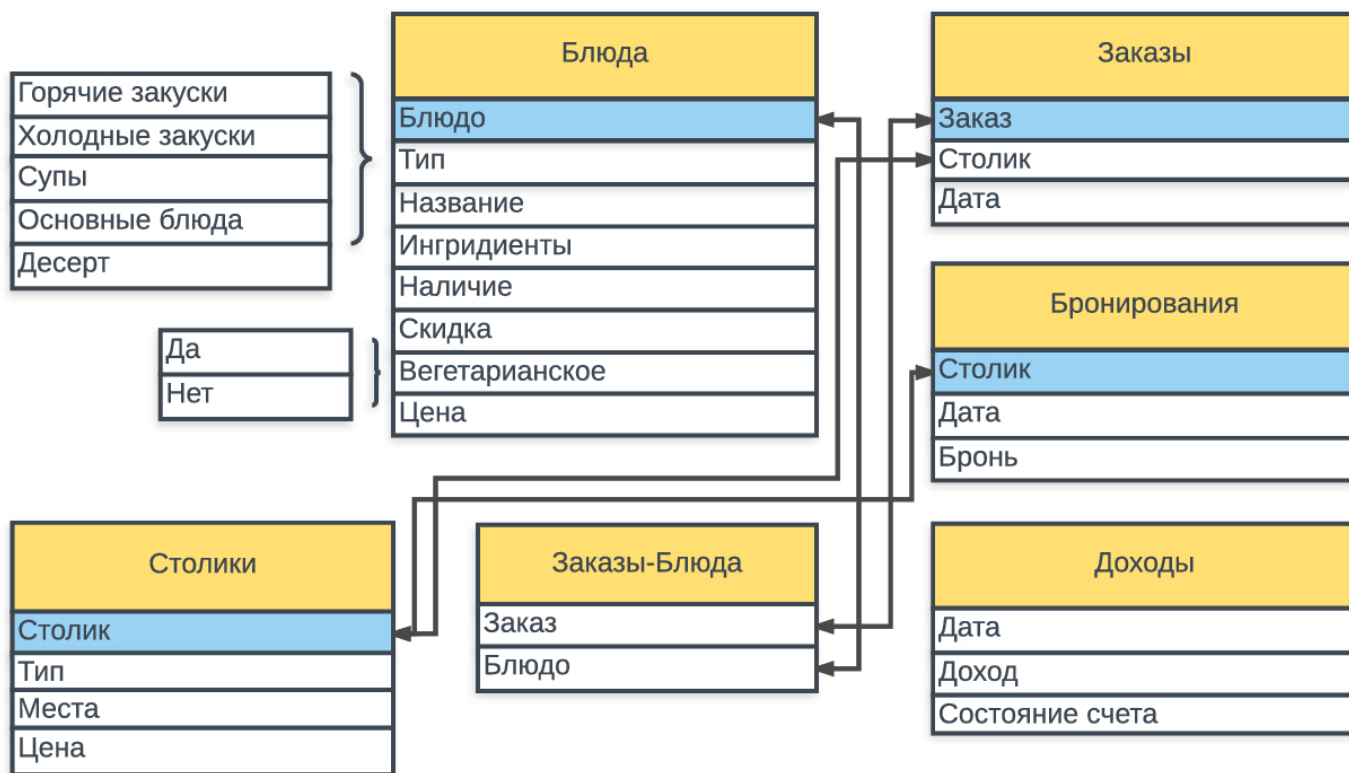 Блюда
Блюдо
Тип
Название
Ингридиенты
Наличие
Скидка
Вегетарианское
Цена
Горячие закуски
Холодные закуски
Супы
Основные блюда
Десерт
Да
Нет
Заказы
Заказ
Столик
Дата
Бронирования
Столик
Дата
Бронь
Столики
Столик
Тип
Места
Цена
Заказы-Блюда
Заказ
Блюдо
Доходы
Дата
Доход
Состояние счета